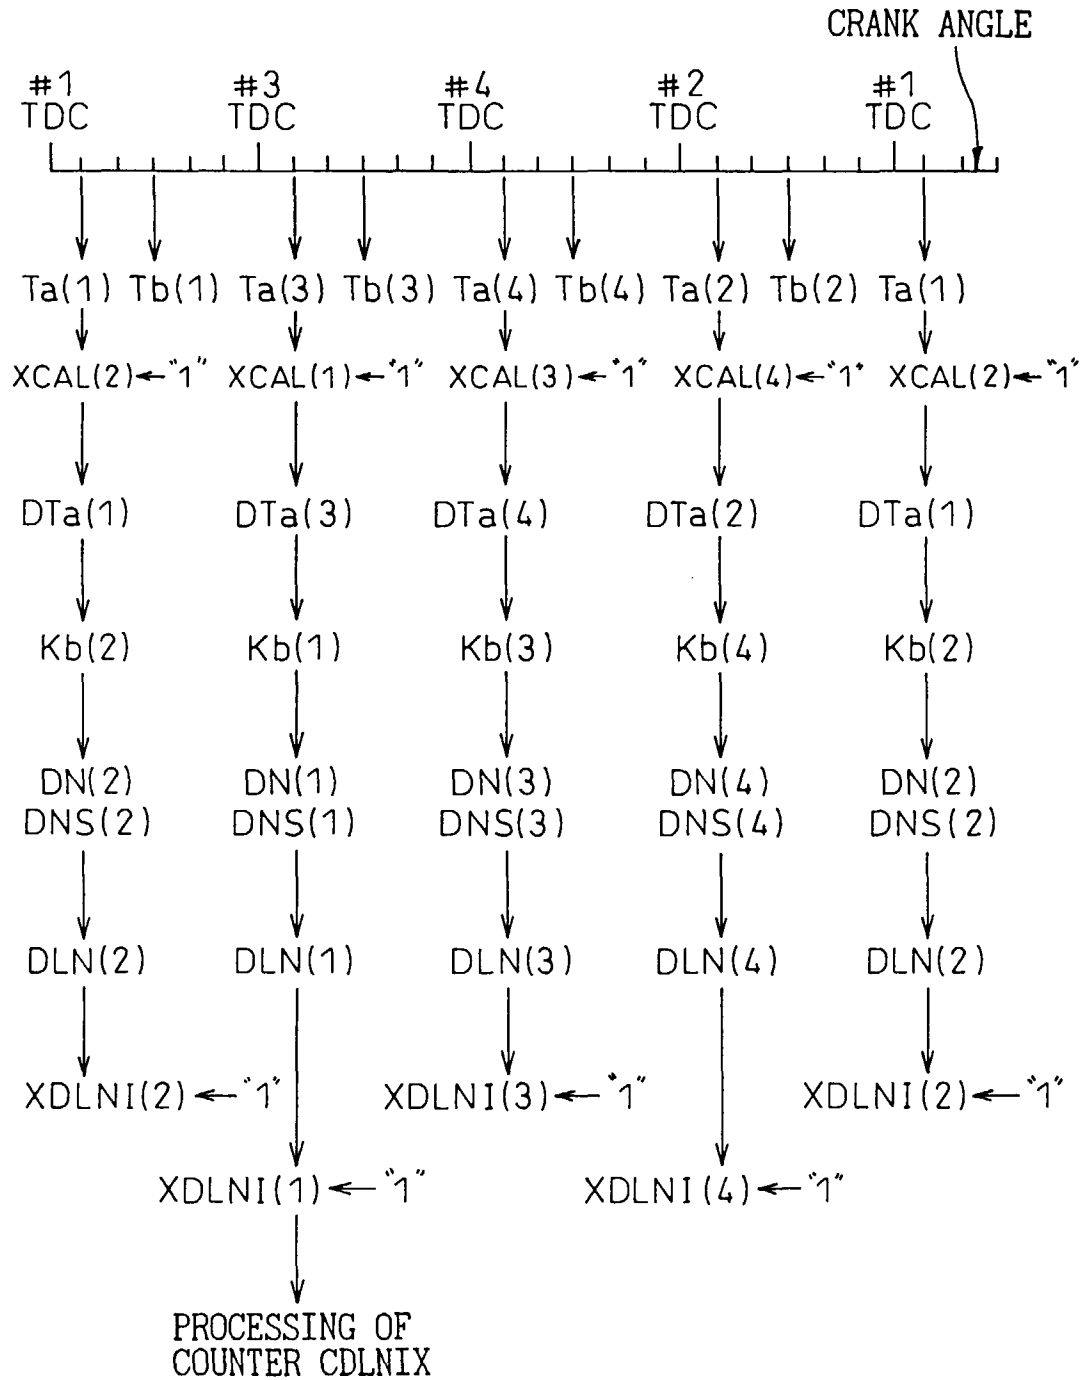 CRANK ANGLE
#1 #3 #4 #2 #1
TDC TDC TDC TDC TDC
Ta(1) Tb(1) Ta(3) Tb(3) Ta(4) Tb(4) Ta(2) Tb(2) Ta(1)
XCAL(2)←"1" XCAL(1)←"1" XCAL(3)←"1" XCAL(4)←"1" XCAL(2)←"1"
DTa(1) DTa(3) DTa(4) DTa(2) DTa(1)
Kb(2) Kb(1) Kb(3) Kb(4) Kb(2)
DN(2) DN(1) DN(3) DN(4) DN(2)
DNS(2) DNS(1) DNS(3) DNS(4) DNS(2)
DLN(2) DLN(1) DLN(3) DLN(4) DLN(2)
XDLNI(2)←"1" XDLNI(3)←"1" XDLNI(2)←"1"
XDLNI(1)←"1" XDLNI(4)←"1"
PROCESSING OF
COUNTER CDLNIX